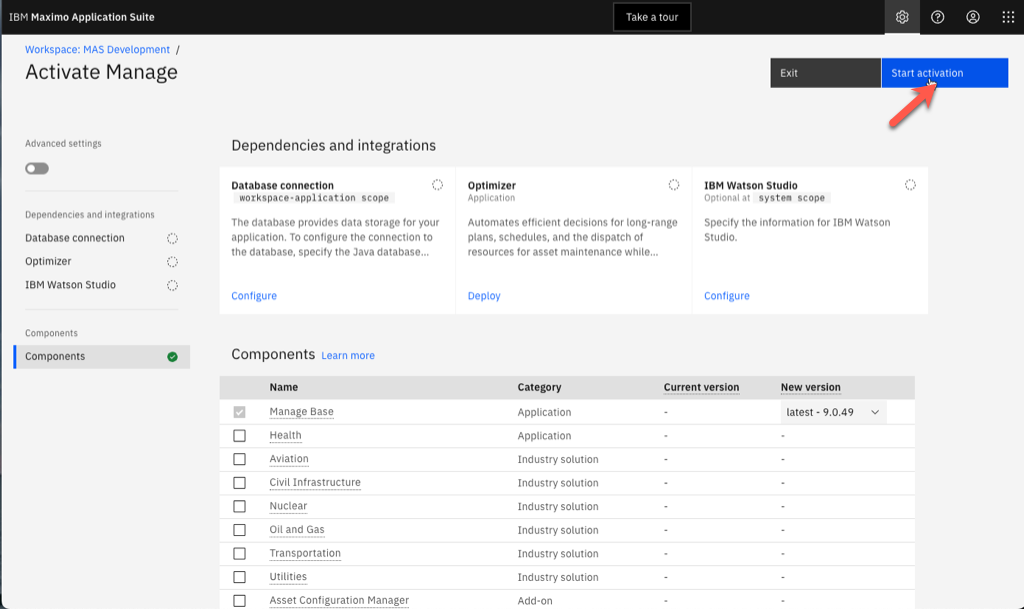 IBM Maximo Application Suite
Take a tour
Workspace: MAS Development /
Activate Manage
Exit
Start activation
Advanced settings
Dependencies and integrations
Database connection
Optimizer
IBM Watson Studio
Components
Components
Dependencies and integrations
Database connection
workspace-application scope
The database provides data storage for your
application. To configure the connection to
the database, specify the Java database...
Configure
Optimizer
Application
Automates efficient decisions for long-range
plans, schedules, and the dispatch of
resources for asset maintenance while...
Deploy
IBM Watson Studio
Optional at system scope
Specify the information for IBM Watson
Studio.
Configure
Components Learn more
Name Category Current version New version
Manage Base Application - latest - 9.0.49
Health Application - -
Aviation Industry solution - -
Civil Infrastructure Industry solution - -
Nuclear Industry solution - -
Oil and Gas Industry solution - -
Transportation Industry solution - -
Utilities Industry solution - -
Asset Configuration Manager Add-on - -